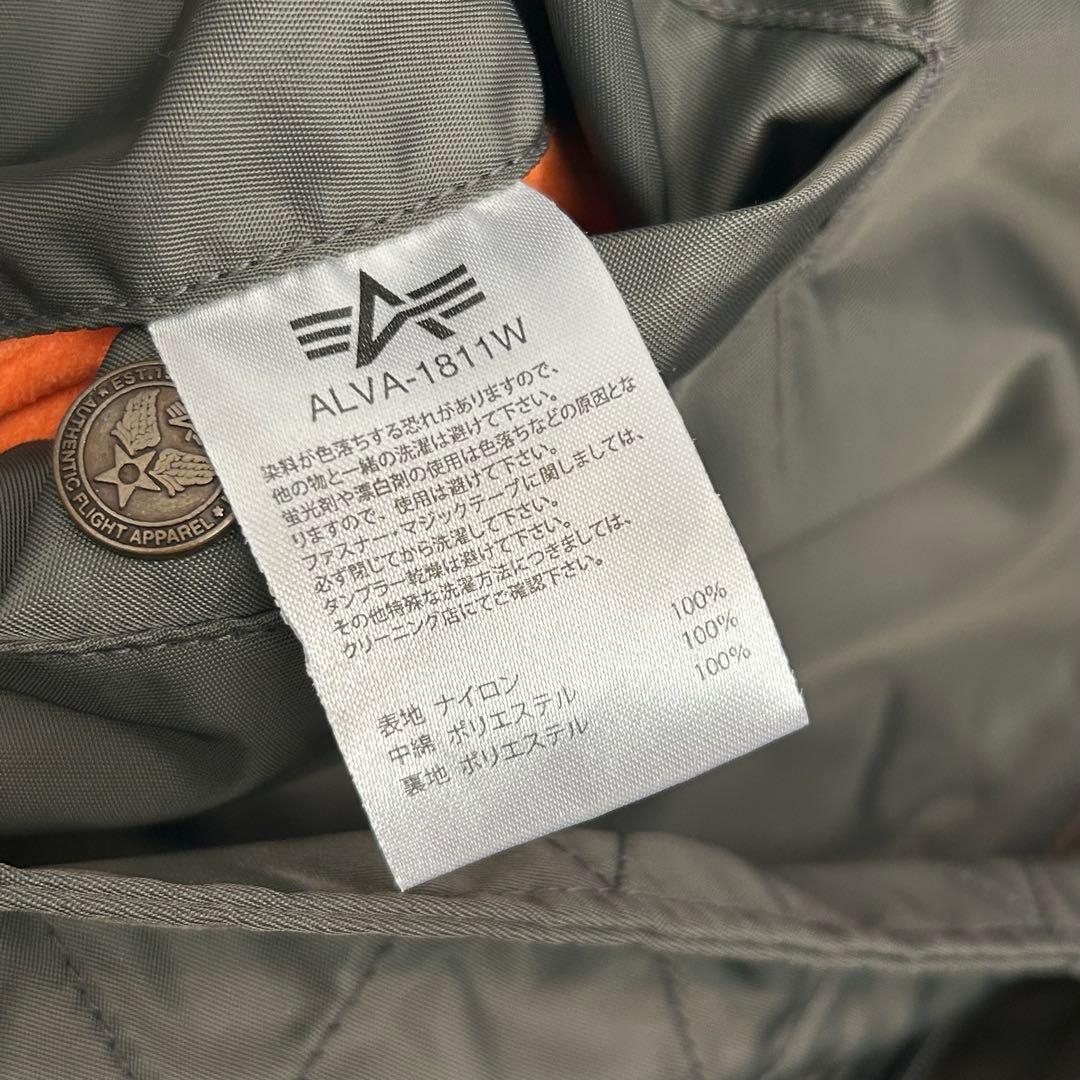 ALVA-1811W
染料が色落ちする恐れがありますので、
他の物と一緒の洗濯は避けて下さい。
蛍光剤や漂白剤の使用は色落ちなどの原因とな
りますので、使用は避けて下さい。
ファスナー・マジックテープに関しましては、
必ず閉じてから洗濯して下さい。
タンブラー乾燥は避けて下さい。
その他特殊な洗濯方法につきましては、
クリーニング店にてご確認下さい。
表地 ナイロン 100%
中綿 ポリエステル 100%
裏地 ポリエステル 100%
EST.
AUTHENTIC FLIGHT APPAREL